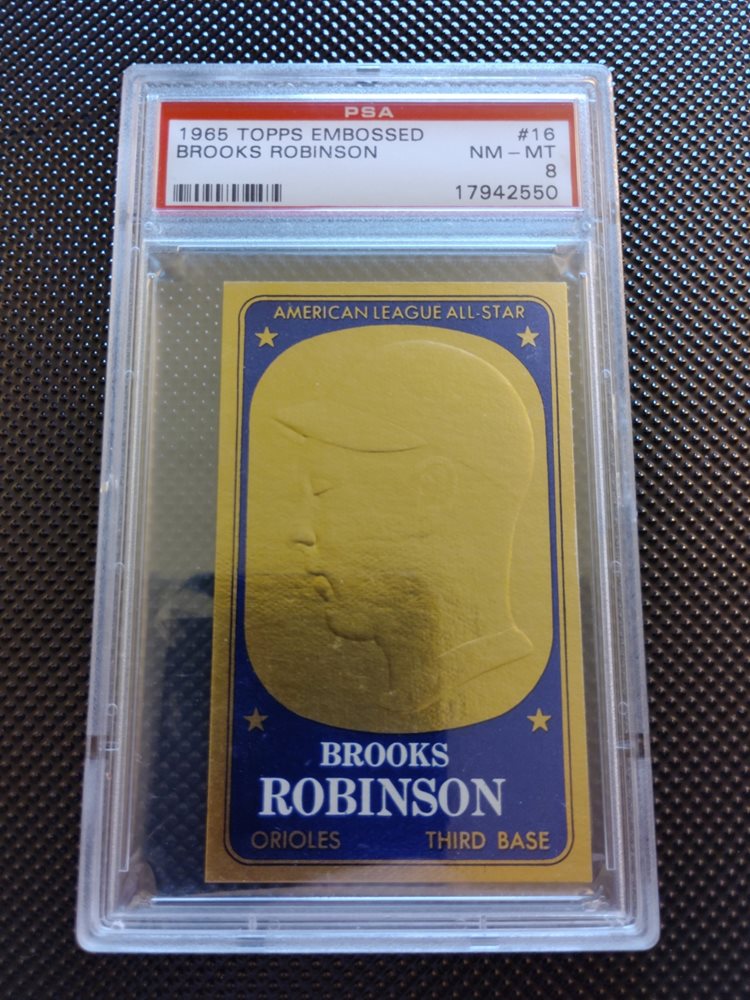 PSA
1965 TOPPS EMBOSSED #16
BROOKS ROBINSON NM - MT
8
17942550
AMERICAN LEAGUE ALL-STAR
BROOKS
ROBINSON
ORIOLES THIRD BASE